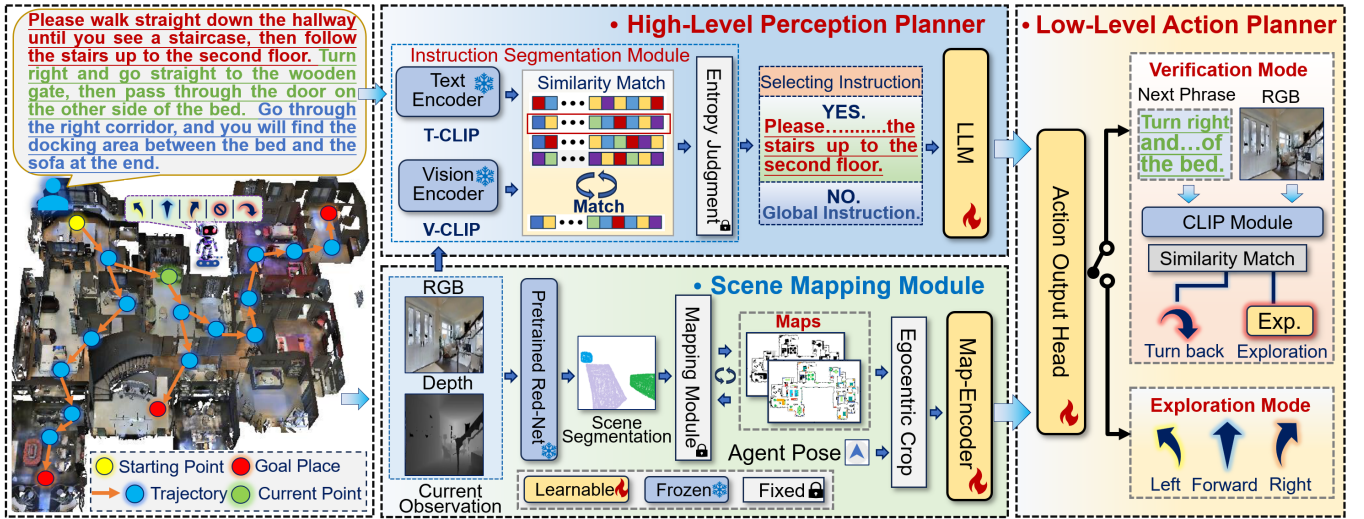 Please walk straight down the hallway
until you see a staircase, then follow
the stairs up to the second floor. Turn
right and go straight to the wooden
gate, then pass through the door on
the other side of the bed. Go through
the right corridor, and you will find the
docking area between the bed and the
sofa at the end.
Starting Point
Goal Place
Trajectory
Current Point
• High-Level Perception Planner
Instruction Segmentation Module
Text
Encoder
T-CLIP
Vision
Encoder
V-CLIP
Similarity Match
Match
Entropy Judgment
Selecting Instruction
YES.
Please...........the
stairs up to the
second floor.
NO.
Global Instruction.
LLM
• Scene Mapping Module
RGB
Depth
Current
Observation
Pretrained Red-Net
Scene
Segmentation
Mapping Module
Maps
Agent Pose
Egocentric Crop
Map-Encoder
Learnable
Frozen
Fixed
• Low-Level Action Planner
Action Output Head
Verification Mode
Next Phrase
RGB
Turn right
and...of
the bed.
CLIP Module
Similarity Match
Exp.
Turn back
Exploration
Exploration Mode
Left
Forward
Right